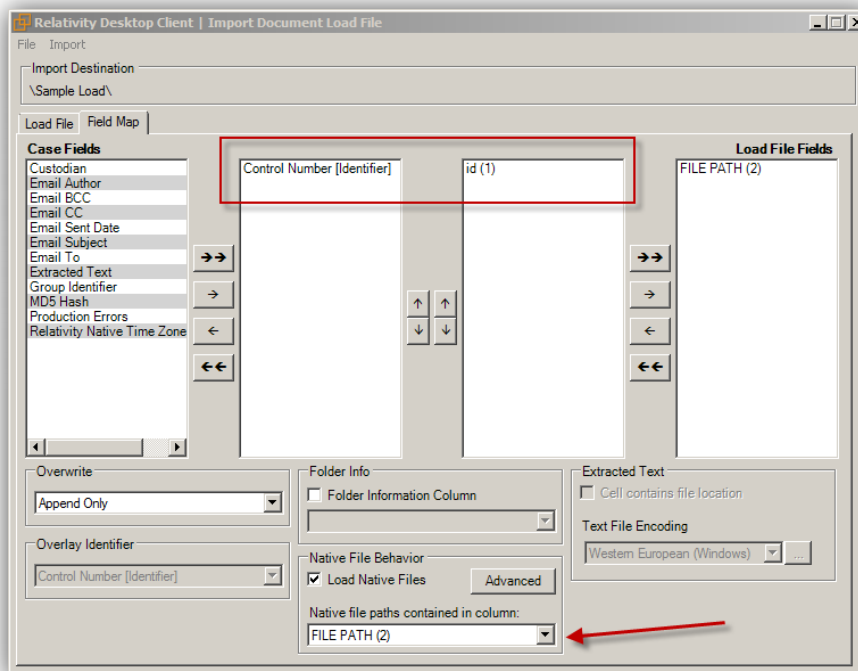 Relativity Desktop Client | Import Document Load File
File Import
Import Destination
\Sample Load\
Load File Field Map
Case Fields Load File Fields
Custodian
Email Author
Email BCC
Email CC
Email Sent Date
Email Subject
Email To
Extracted Text
Group Identifier
MD5 Hash
Production Errors
Relativity Native Time Zone
Control Number [Identifier]
id (1)
FILE PATH (2)
Overwrite
Append Only
Overlay Identifier
Control Number [Identifier]
Folder Info
Folder Information Column
Native File Behavior
Load Native Files Advanced
Native file paths contained in column:
FILE PATH (2)
Extracted Text
Cell contains file location
Text File Encoding
Western European (Windows) ...